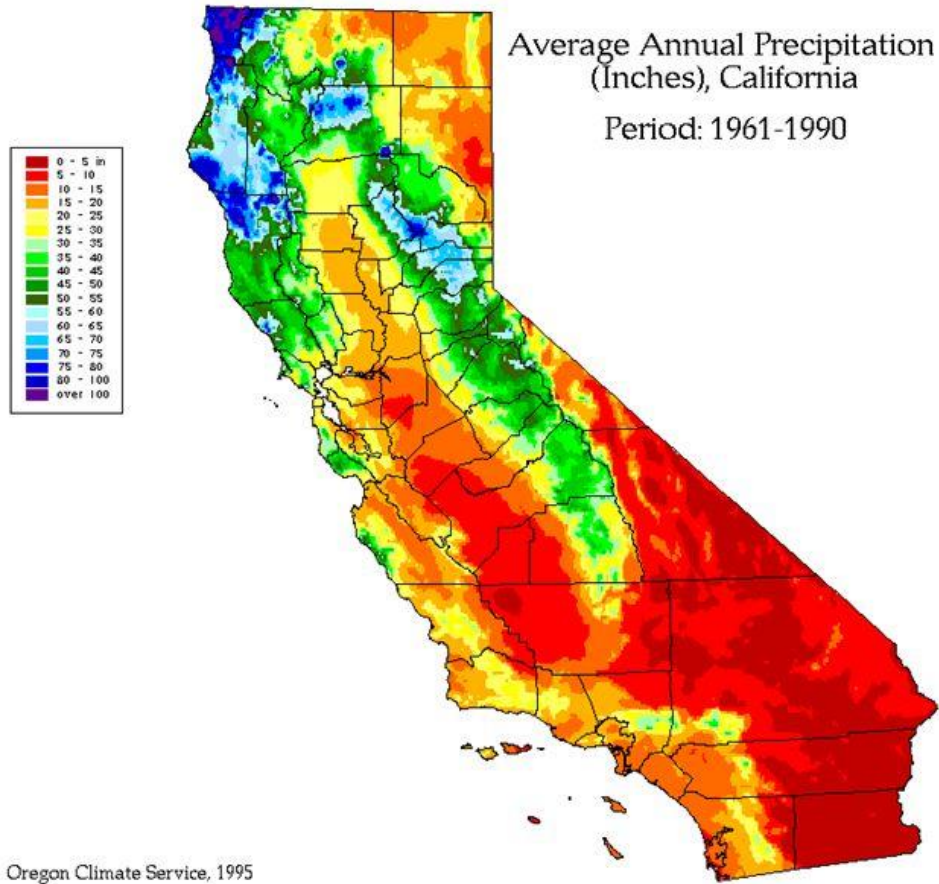 Average Annual Precipitation
(Inches), California
Period: 1961-1990
0 - 5 in
5 - 10
10 - 15
15 - 20
20 - 25
25 - 30
30 - 35
35 - 40
40 - 45
45 - 50
50 - 55
55 - 60
60 - 65
65 - 70
70 - 75
75 - 80
80 - 100
over 100
Oregon Climate Service, 1995